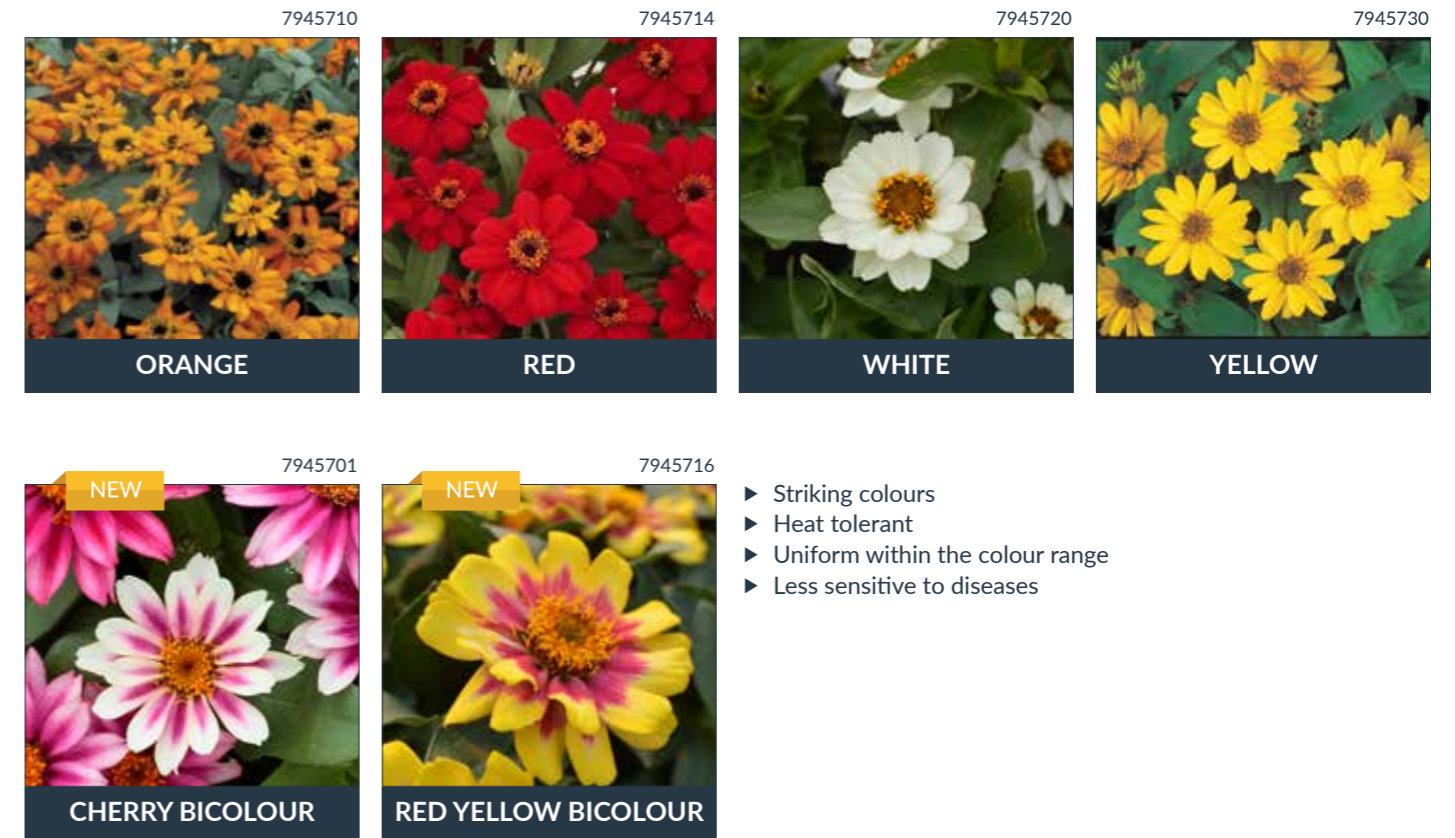 7945710
7945714
7945720
7945730
ORANGE
RED
WHITE
YELLOW
7945701
7945716
NEW
NEW
▶ Striking colours
▶ Heat tolerant
▶ Uniform within the colour range
▶ Less sensitive to diseases
CHERRY BICOLOUR
RED YELLOW BICOLOUR